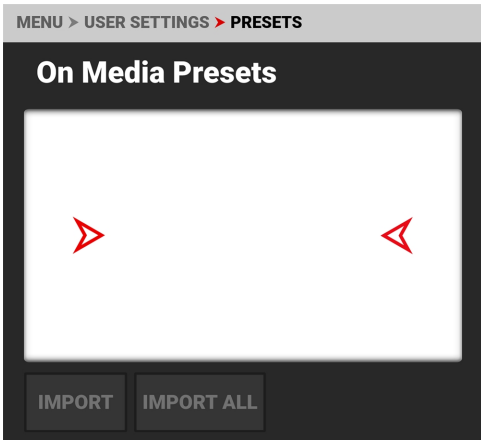 MENU > USER SETTINGS > PRESETS
On Media Presets
IMPORT IMPORT ALL